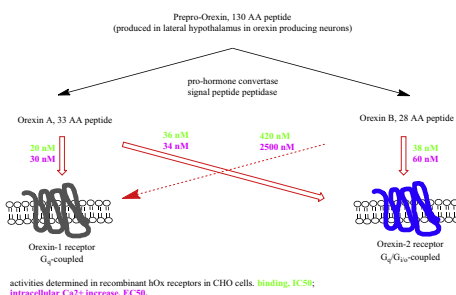 Prepro-Orexin, 130 AA peptide
(produced in lateral hypothalamus in orexin producing neurons)
pro-hormone convertase
signal peptide peptidase
Orexin A, 33 AA peptide
Orexin B, 28 AA peptide
20 nM
30 nM
36 nM
34 nM
420 nM
2500 nM
38 nM
60 nM
Orexin-1 receptor
Gq-coupled
Orexin-2 receptor
Gq/Gi/o-coupled
activities determined in recombinant hOx receptors in CHO cells. binding, IC50;
intracellular Ca2+ increase, EC50.